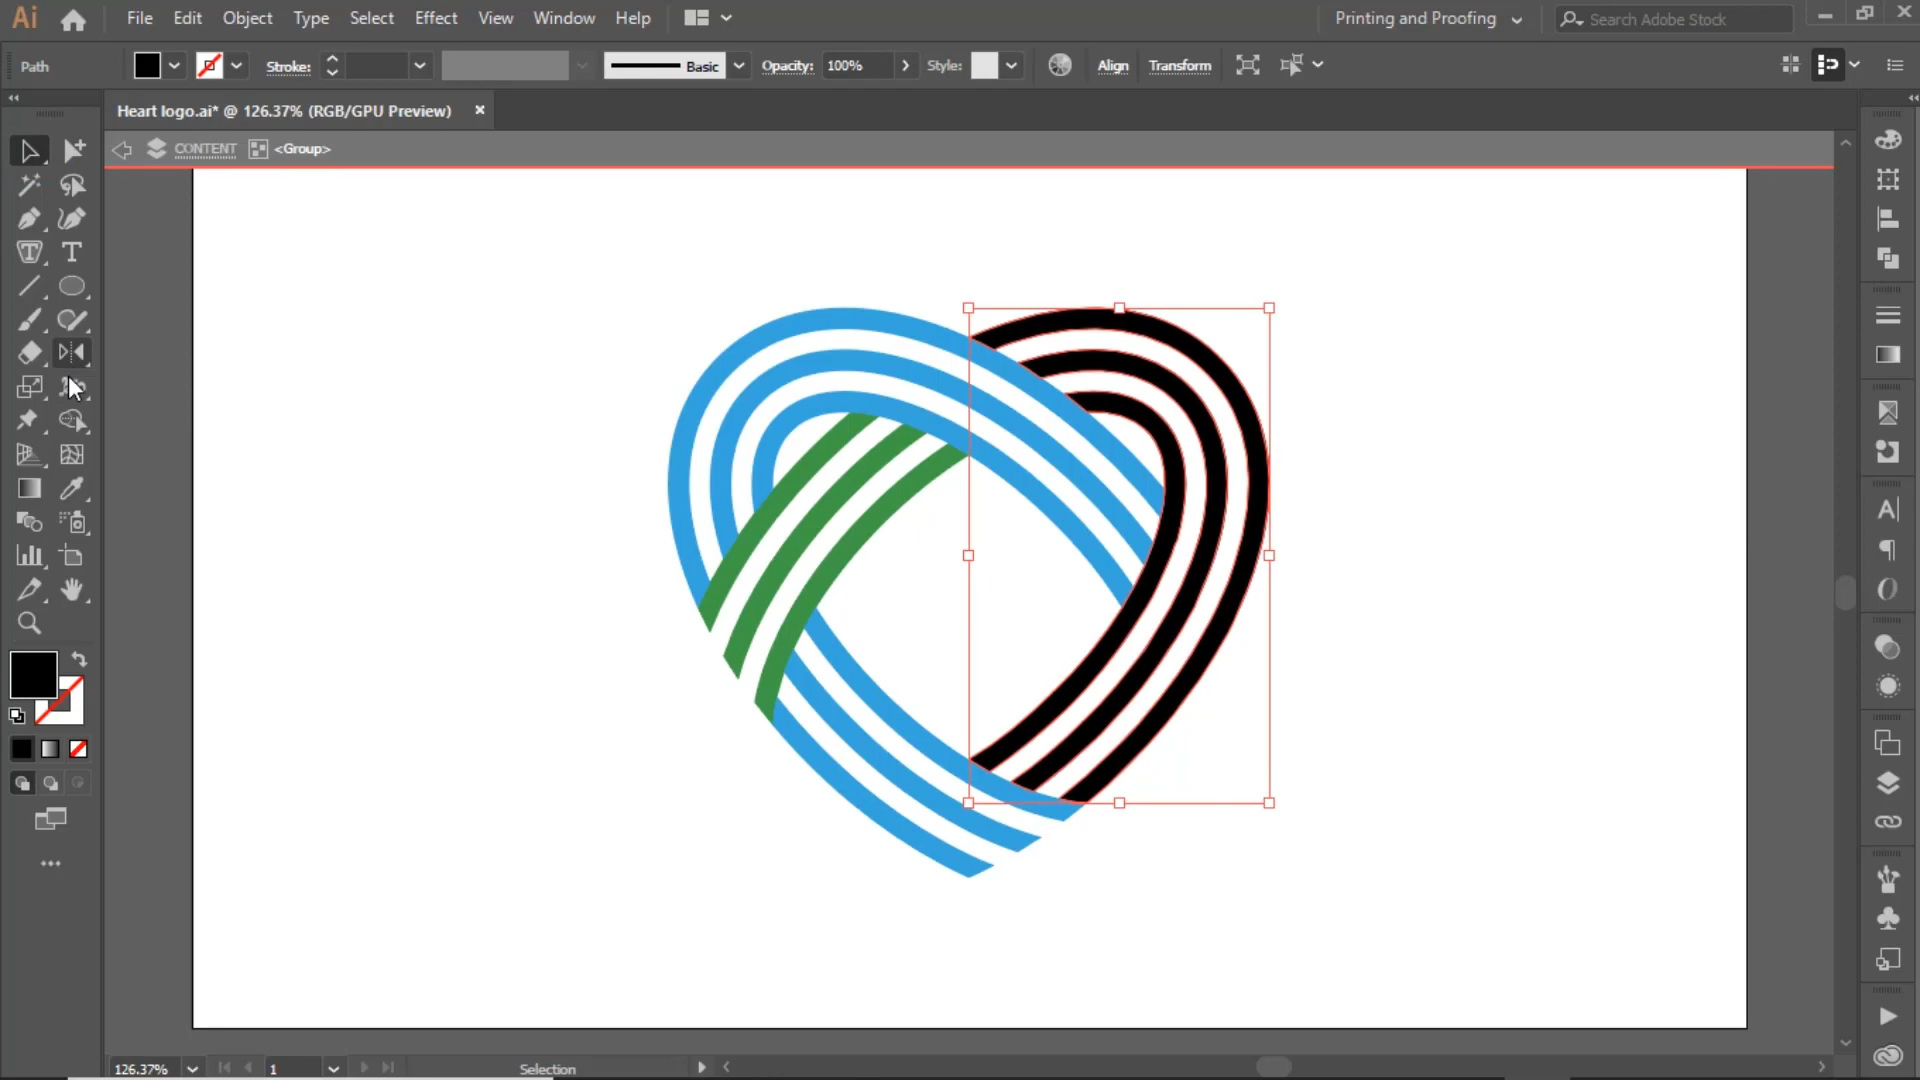 Ai File Edit Object Type Select Effect View Window Help Printing and Proofing Search Adobe Stock
Path Stroke: Basic Opacity: 100% Style: Align Transform
Heart logo.ai* @ 126.37% (RGB/GPU Preview) ×
CONTENT <Group>
126.37% 1 Selection